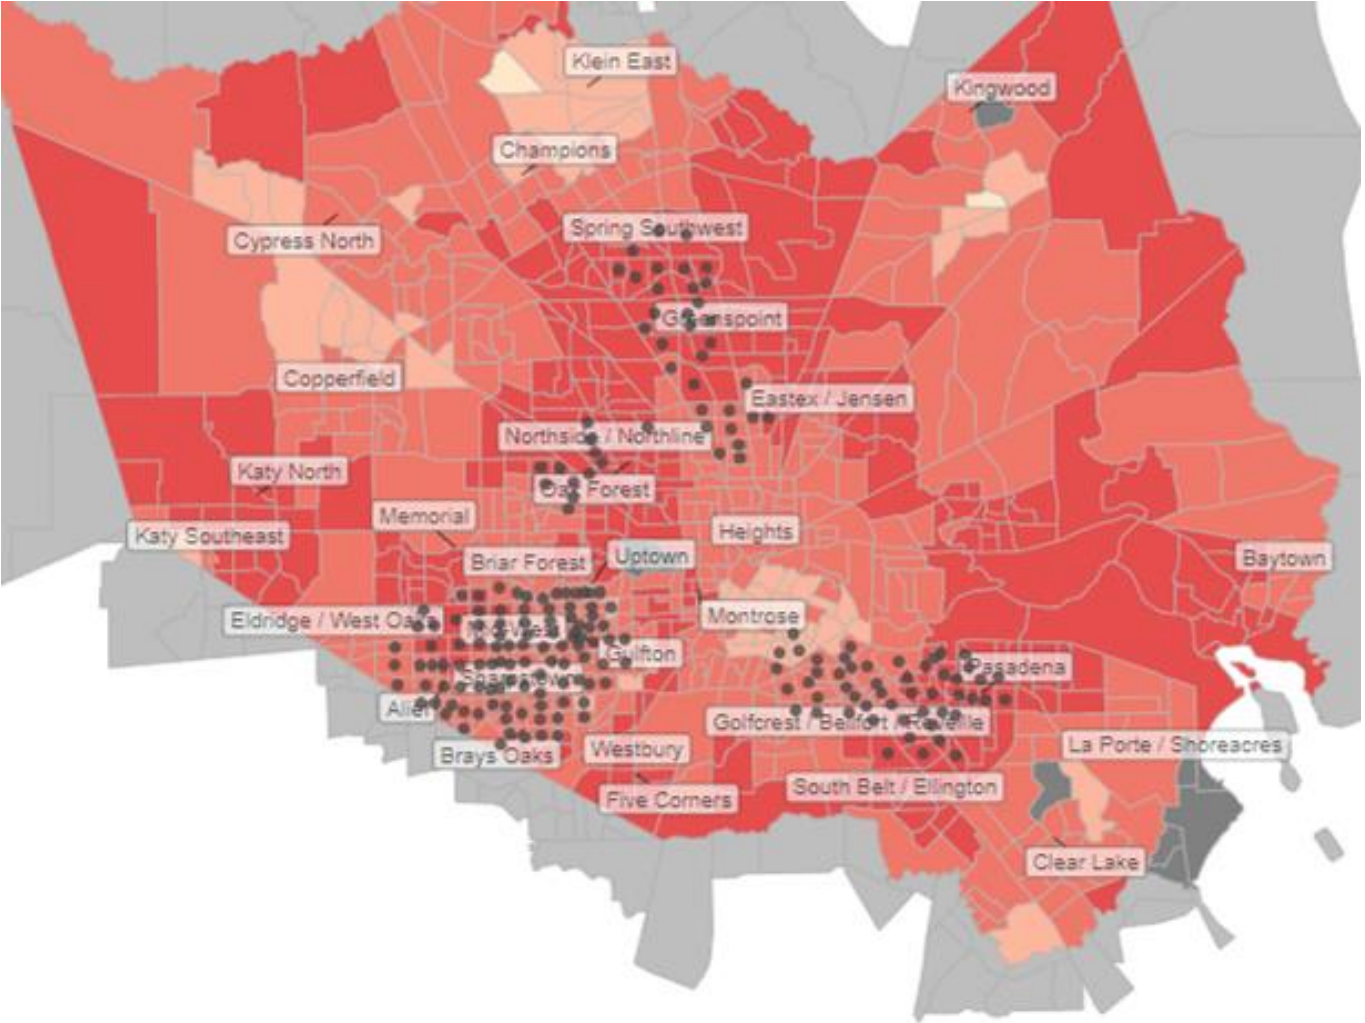 Klein East
Kingwood
Champions
Spring Southwest
Cypress North
Greenspoint
Copperfield
Eastex / Jensen
Northside / Northline
Katy North
Oak Forest
Memorial
Heights
Katy Southeast
Uptown
Briar Forest
Baytown
Montrose
Eldridge / West Oaks
Gulfton
Pasadena
Sharpstown
Alief
Golfcrest / Bellfort / Reveille
La Porte / Shoreacres
Westbury
Brays Oaks
South Belt / Ellington
Five Corners
Clear Lake